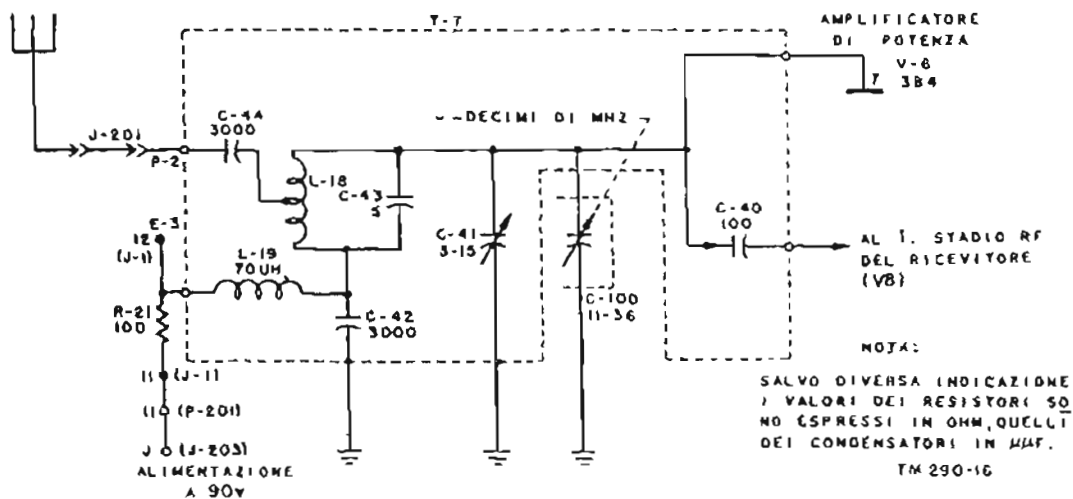 T-7
AMPLIFICATORE
DI POTENZA
V-6
3B4
7
C-44
3000
DECIMI DI MHZ
J-201
P-2
L-18
C-43
5
C-41
3-15
C-40
100
E-3
12
(J-1)
L-19
70UH
AL I. STADIO RF
DEL RICEVITORE
(V8)
C-100
11-36
R-21
100
C-42
3000
NOTA:
11 (J-1)
SALVO DIVERSA INDICAZIONE
I VALORI DEI RESISTORI SO
NO ESPRESSI IN OHM, QUELLI
DEI CONDENSATORI IN μμF.
11 (P-201)
J (J-203)
ALIMENTAZIONE
A 90V
TM 290-16